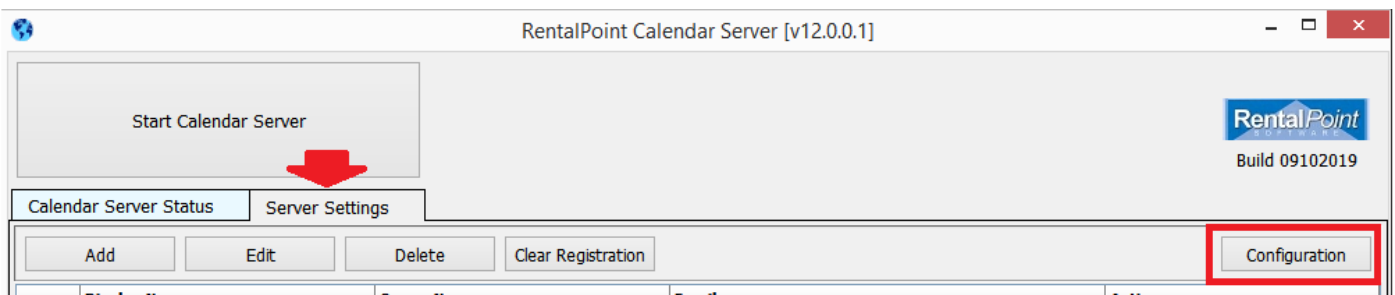 RentalPoint Calendar Server [v12.0.0.1]
Start Calendar Server
RentalPoint
SOFTWARE
Build 09102019
Calendar Server Status Server Settings
Add Edit Delete Clear Registration Configuration